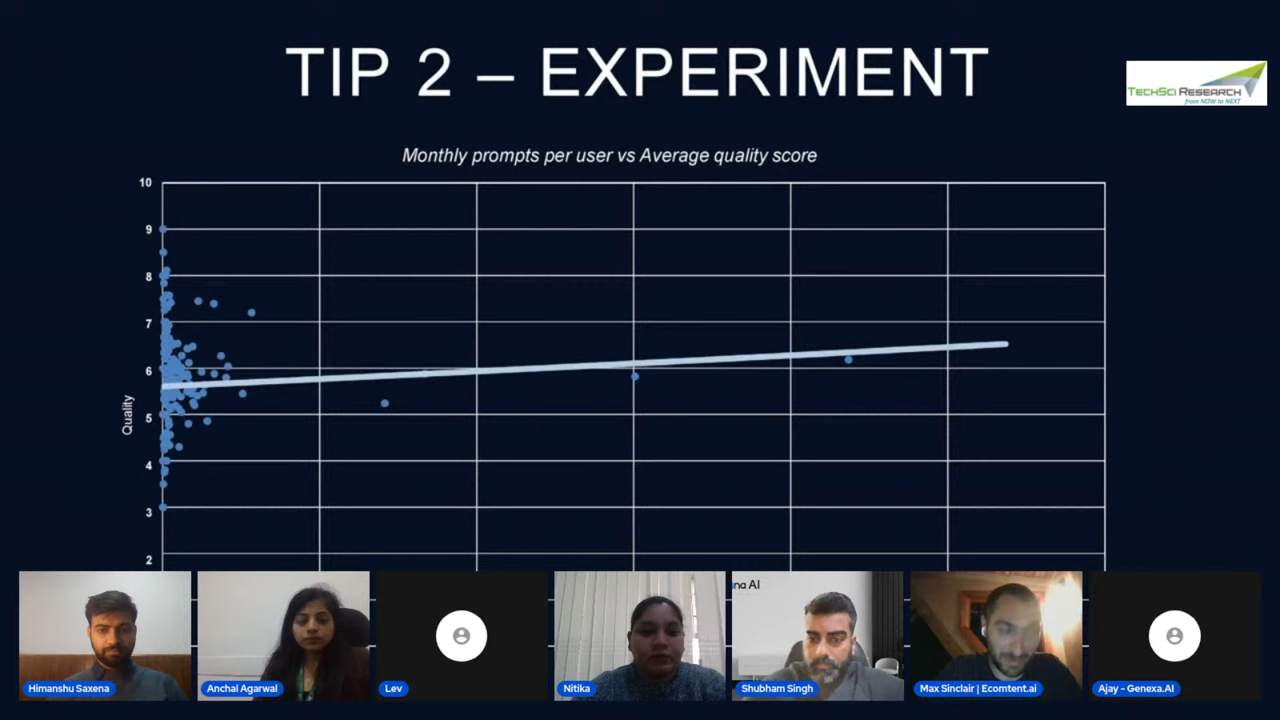 TIP 2 – EXPERIMENT
TECHSCI RESEARCH
from NOW to NEXT
Monthly prompts per user vs Average quality score
10
9
8
7
6
5
4
3
2
Quality
na AI
Himanshu Saxena
Anchal Agarwal
Lev
Nitika
Shubham Singh
Max Sinclair | Ecomtent.ai
Ajay - Genexa.AI